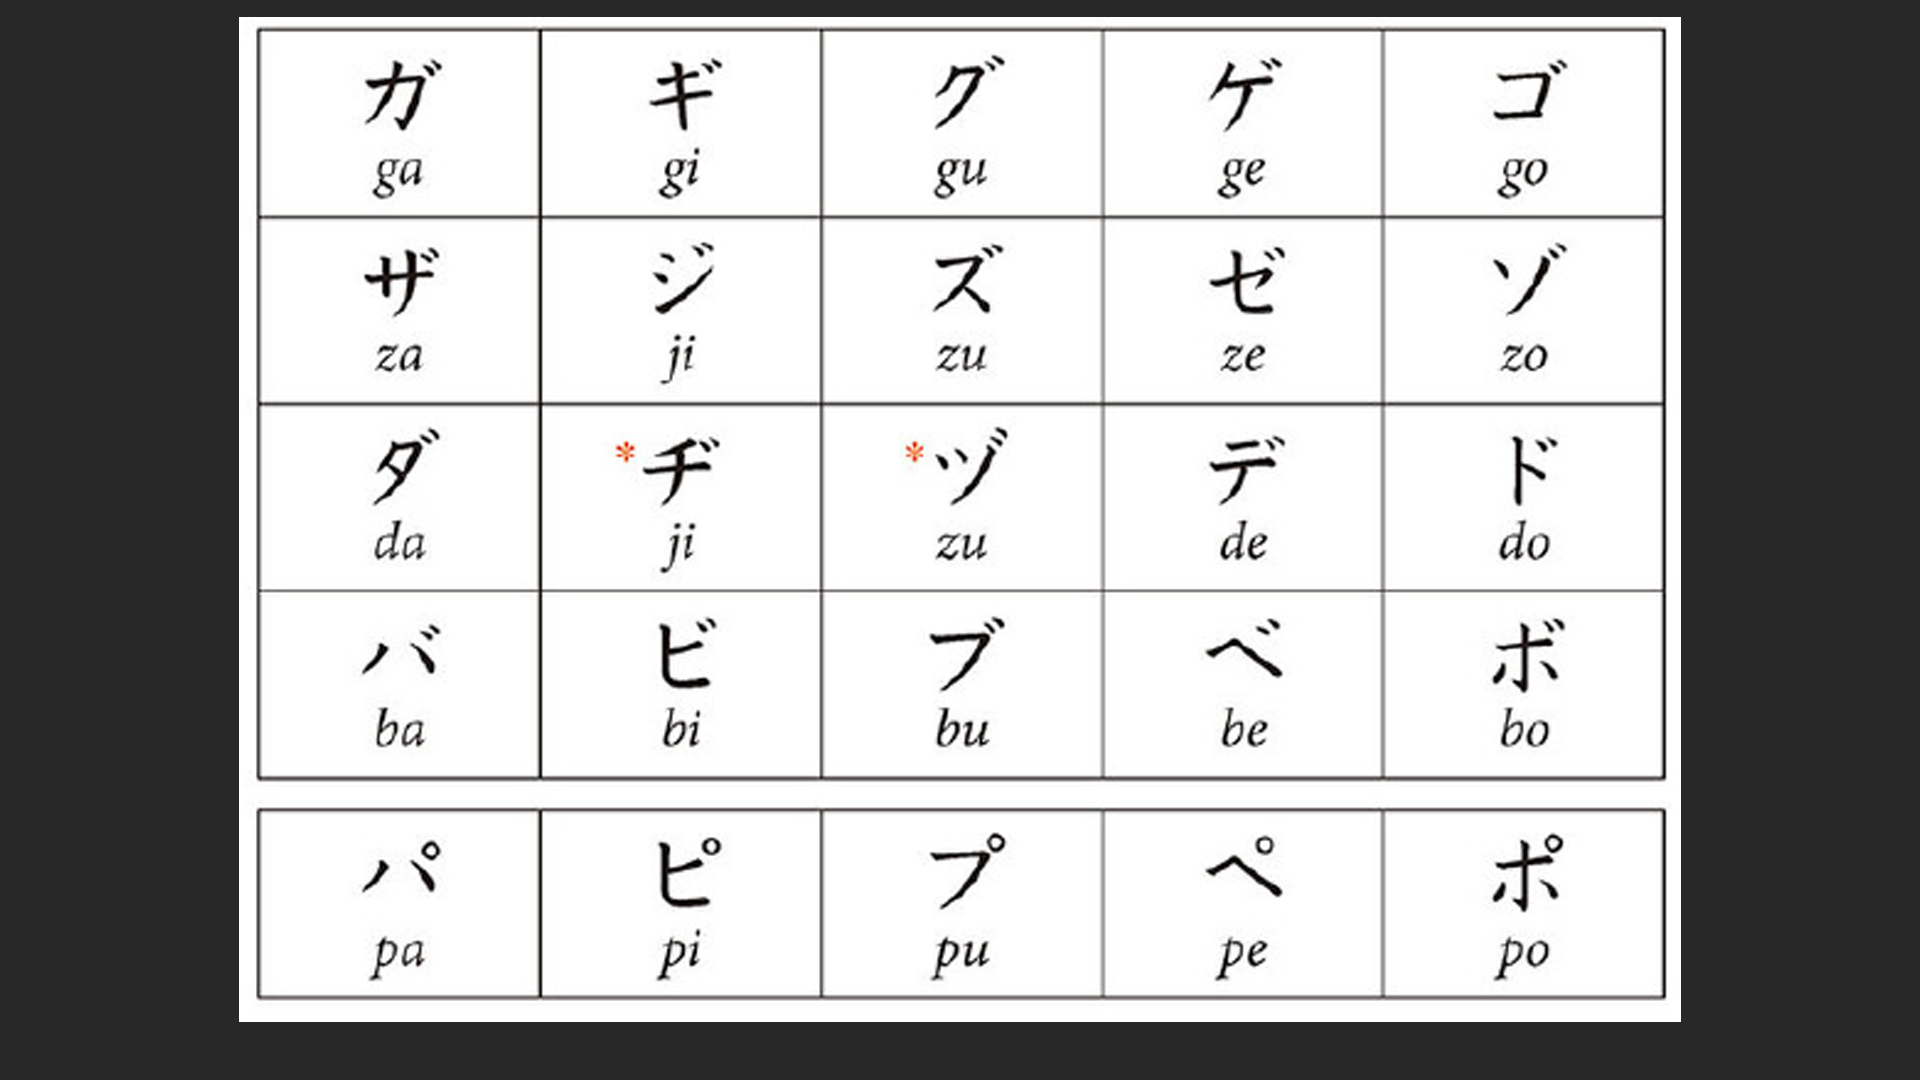 ガ ギ グ ゲ ゴ
ga gi gu ge go
ザ ジ ズ ゼ ゾ
za ji zu ze zo
ダ *ヂ *ヅ デ ド
da ji zu de do
バ ビ ブ ベ ボ
ba bi bu be bo
パ ピ プ ペ ポ
pa pi pu pe po